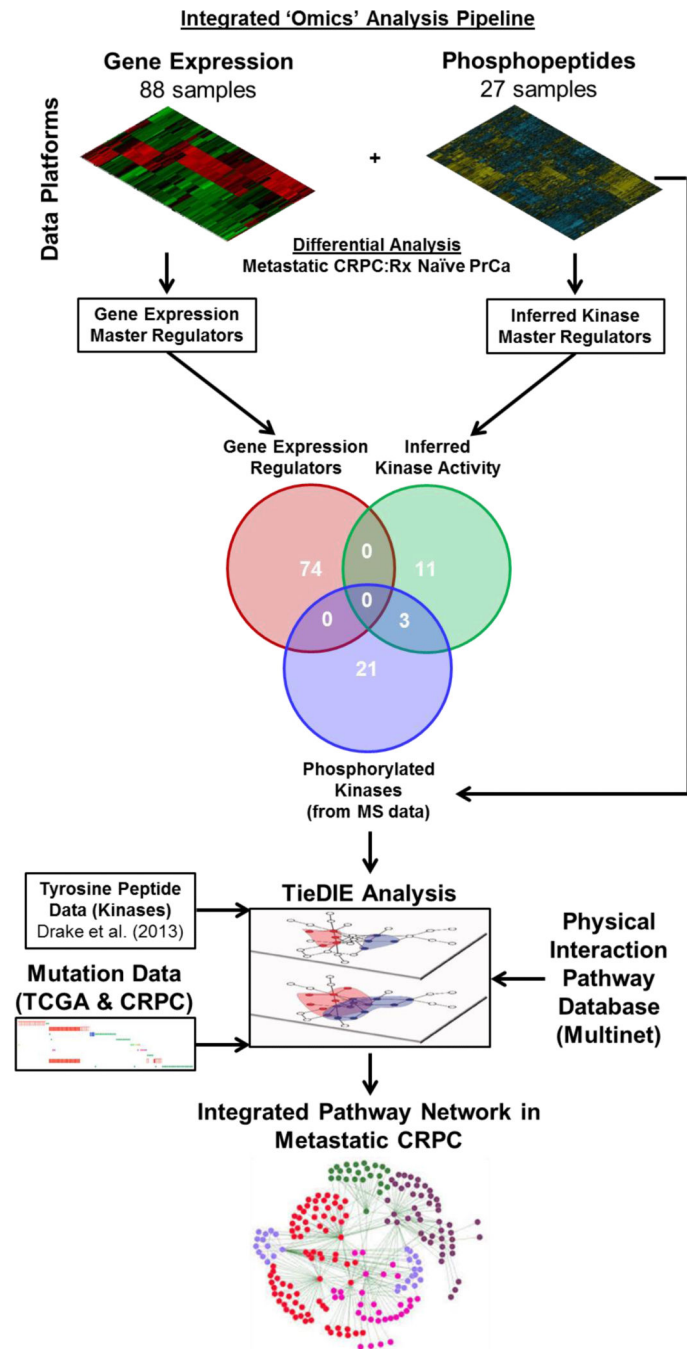 Integrated ‘Omics’ Analysis Pipeline
Gene Expression
88 samples
Phosphopeptides
27 samples
+
Data Platforms
Differential Analysis
Metastatic CRPC:Rx Naïve PrCa
Gene Expression
Master Regulators
Inferred Kinase
Master Regulators
Gene Expression
Regulators
Inferred
Kinase Activity
74
0
11
0
0
3
21
Phosphorylated
Kinases
(from MS data)
Tyrosine Peptide
Data (Kinases)
Drake et al. (2013)
TieDIE Analysis
Mutation Data
(TCGA & CRPC)
Physical
Interaction
Pathway
Database
(Multinet)
Integrated Pathway Network in
Metastatic CRPC